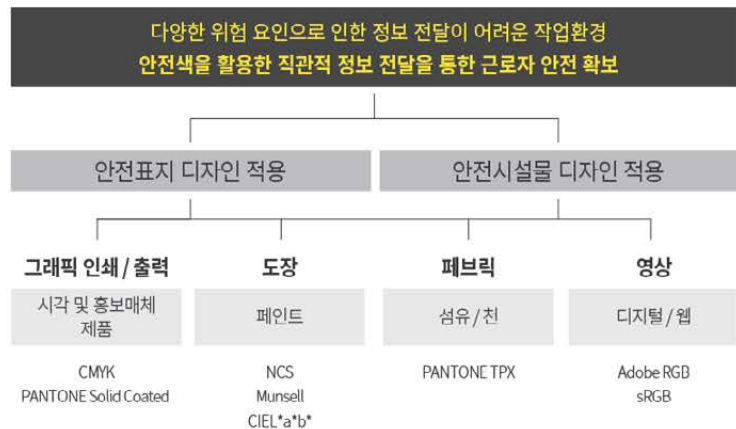 다양한 위험 요인으로 인한 정보 전달이 어려운 작업환경
안전색을 활용한 직관적 정보 전달을 통한 근로자 안전 확보
안전표지 디자인 적용
안전시설물 디자인 적용
그래픽 인쇄 / 출력
도장
페브릭
영상
시각 및 홍보매체
제품
페인트
섬유 / 천
디지털 / 웹
CMYK
PANTONE Solid Coated
NCS
Munsell
CIEL*a*b*
PANTONE TPX
Adobe RGB
sRGB